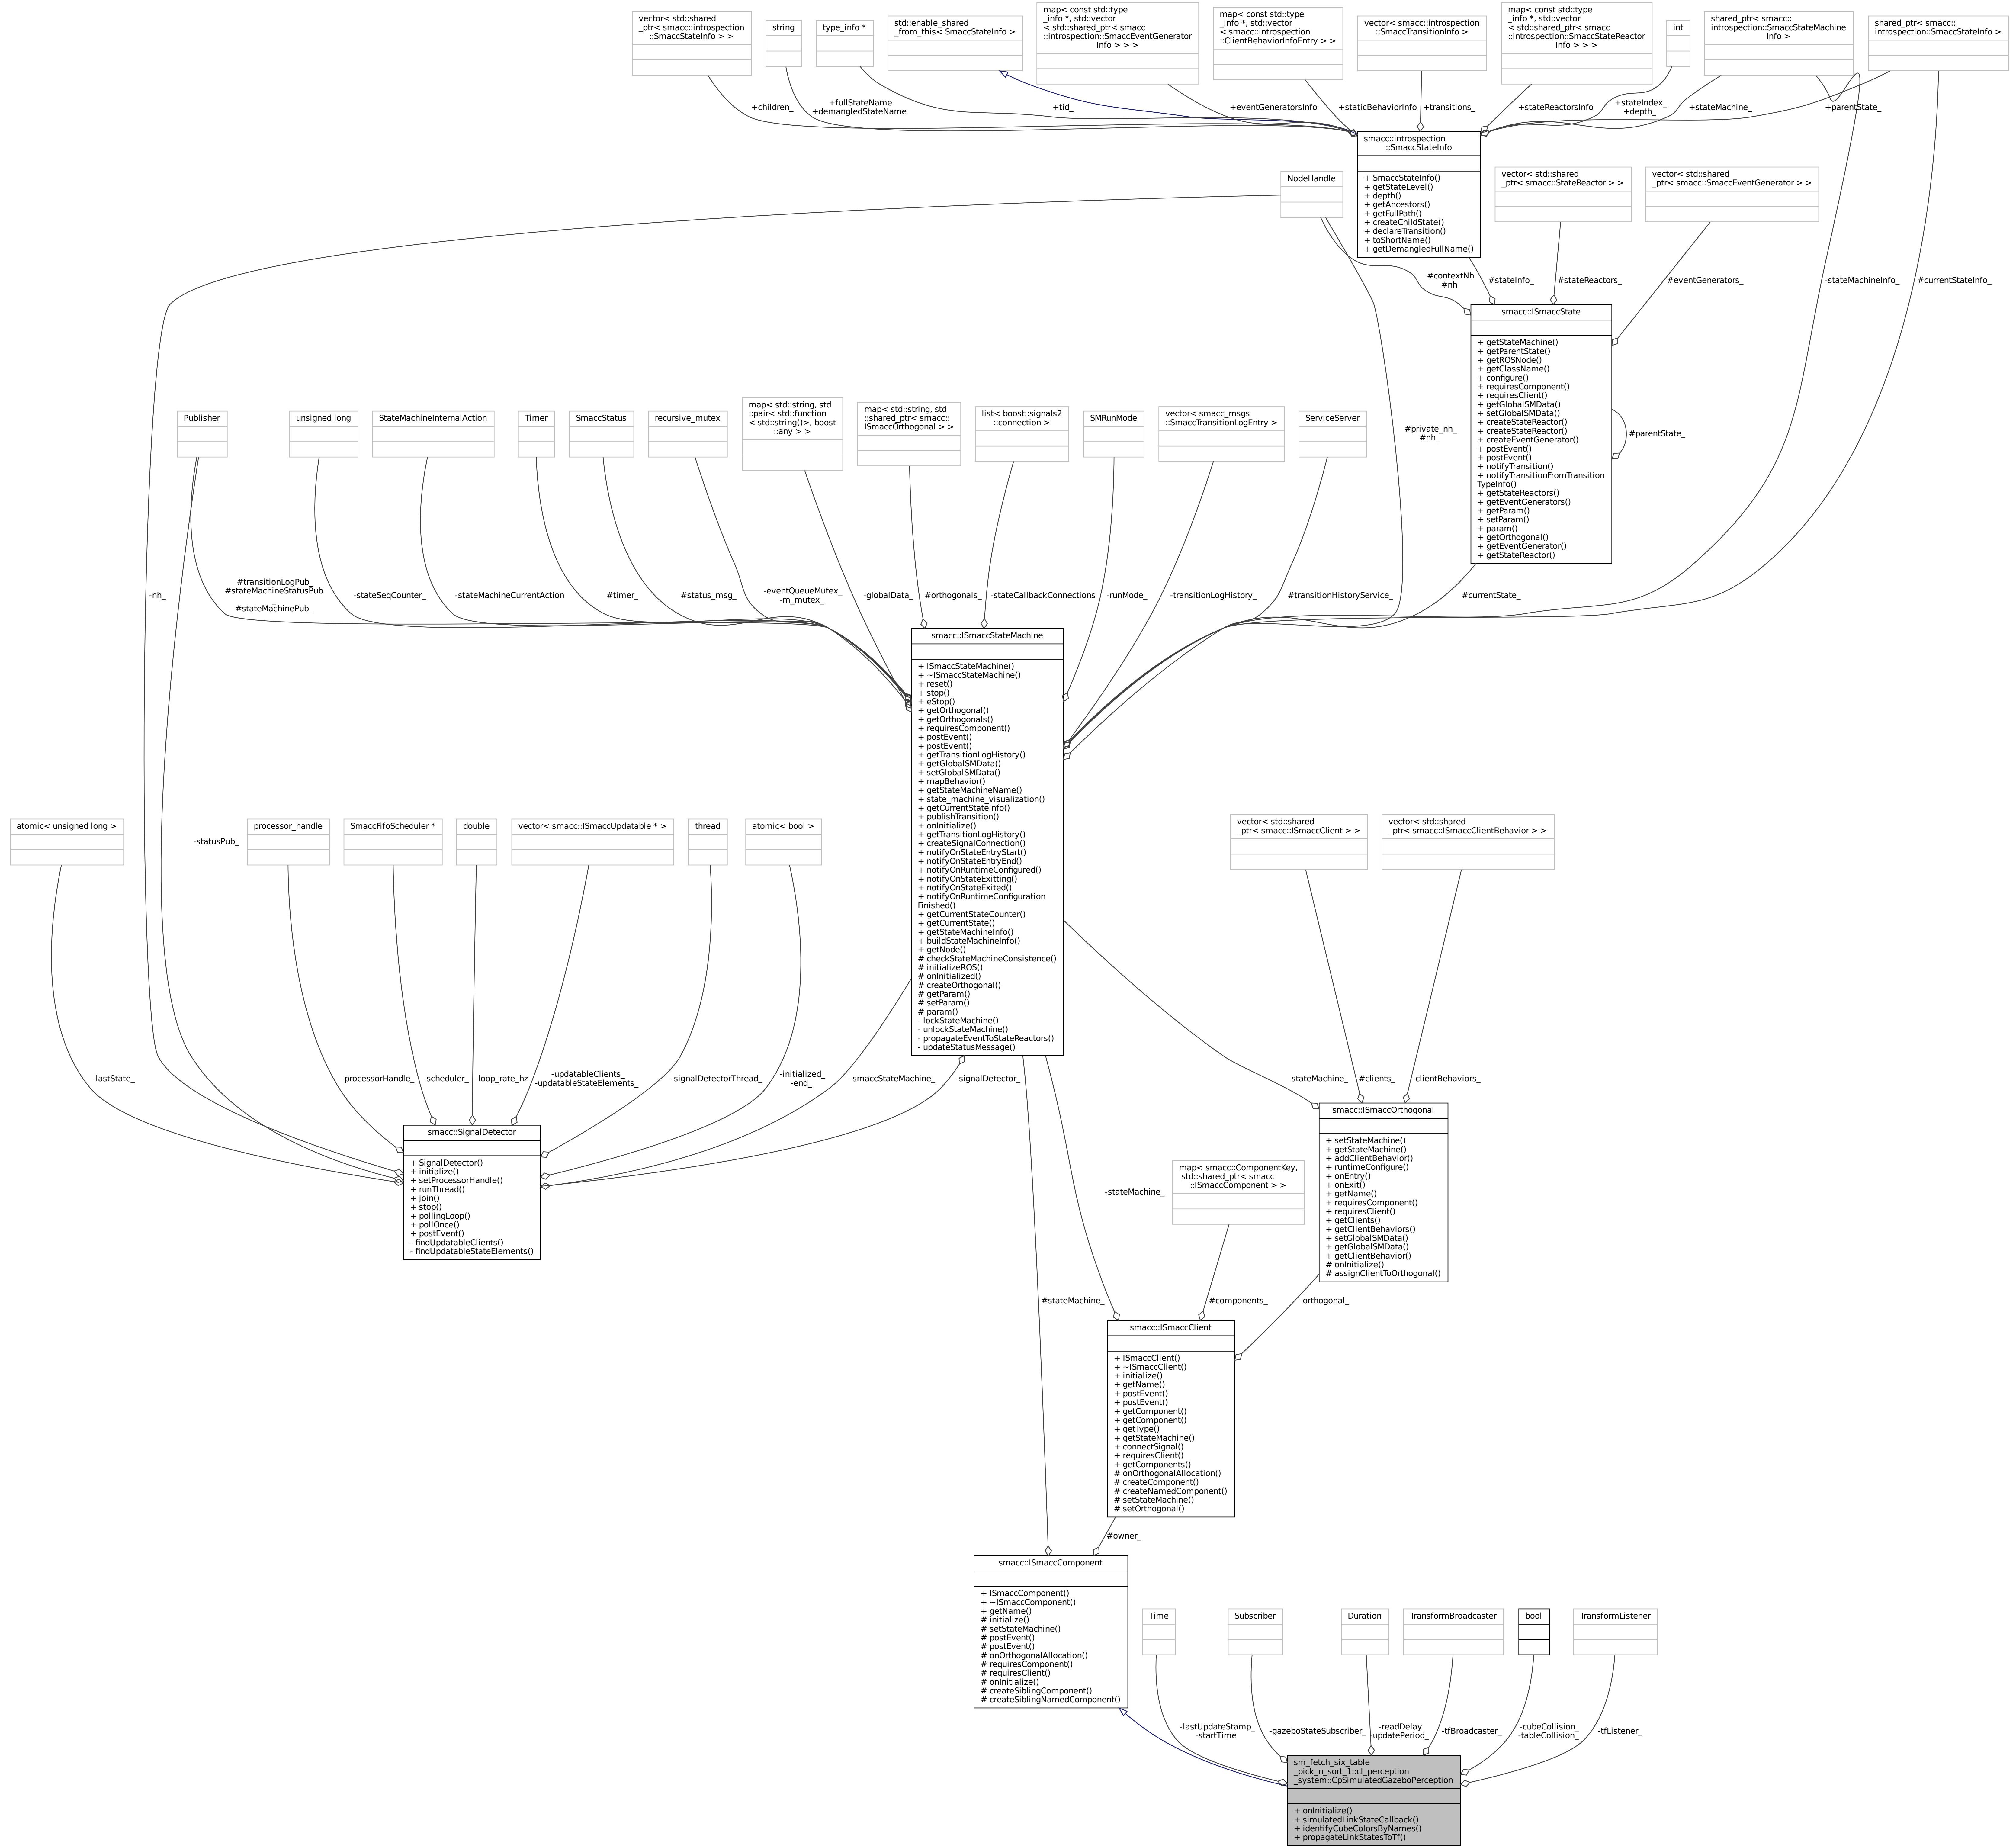 vector< std::shared
_ptr< smacc::introspection
::SmaccStateInfo > >
string
type_info *
std::enable_shared
_from_this< SmaccStateInfo >
map< const std::type
_info *, std::vector
< std::shared_ptr< smacc
::introspection::SmaccEventGenerator
Info > > >
map< const std::type
_info *, std::vector
< smacc::introspection
::ClientBehaviorInfoEntry > >
vector< smacc::introspection
::SmaccTransitionInfo >
map< const std::type
_info *, std::vector
< std::shared_ptr< smacc
::introspection::SmaccStateReactor
Info > > >
int
shared_ptr< smacc::
introspection::SmaccStateMachine
Info >
shared_ptr< smacc::
introspection::SmaccStateInfo >
+children_
+fullStateName
+demangledStateName
+tid_
+eventGeneratorsInfo
+staticBehaviorInfo
+transitions_
+stateReactorsInfo
+stateIndex_
+depth_
+stateMachine_
+parentState_
smacc::introspection
::SmaccStateInfo
+ SmaccStateInfo()
+ getStateLevel()
+ depth()
+ getAncestors()
+ getFullPath()
+ createChildState()
+ declareTransition()
+ toShortName()
+ getDemangledFullName()
NodeHandle
vector< std::shared
_ptr< smacc::StateReactor > >
vector< std::shared
_ptr< smacc::SmaccEventGenerator > >
#contextNh
#nh
#stateInfo_
#stateReactors_
#eventGenerators_
-stateMachineInfo_
#currentStateInfo_
smacc::ISmaccState
+ getStateMachine()
+ getParentState()
+ getROSNode()
+ getClassName()
+ configure()
+ requiresComponent()
+ requiresClient()
+ getGlobalSMData()
+ setGlobalSMData()
+ createStateReactor()
+ createStateReactor()
+ createEventGenerator()
+ postEvent()
+ postEvent()
+ notifyTransition()
+ notifyTransitionFromTransition
TypeInfo()
+ getStateReactors()
+ getEventGenerators()
+ getParam()
+ setParam()
+ param()
+ getOrthogonal()
+ getEventGenerator()
+ getStateReactor()
#parentState_
Publisher
unsigned long
StateMachineInternalAction
Timer
SmaccStatus
recursive_mutex
map< std::string, std
::pair< std::function
< std::string()>, boost
::any > >
map< std::string, std
::shared_ptr< smacc::
ISmaccOrthogonal > >
list< boost::signals2
::connection >
SMRunMode
vector< smacc_msgs
::SmaccTransitionLogEntry >
ServiceServer
#private_nh_
#nh_
-nh_
#transitionLogPub_
#stateMachineStatusPub
_
#stateMachinePub_
-stateSeqCounter_
-stateMachineCurrentAction
#timer_
#status_msg_
-eventQueueMutex_
-m_mutex_
-globalData_
#orthogonals_
-stateCallbackConnections
-runMode_
-transitionLogHistory_
#transitionHistoryService_
#currentState_
smacc::ISmaccStateMachine
+ ISmaccStateMachine()
+ ~ISmaccStateMachine()
+ reset()
+ stop()
+ eStop()
+ getOrthogonal()
+ getOrthogonals()
+ requiresComponent()
+ postEvent()
+ postEvent()
+ getTransitionLogHistory()
+ getGlobalSMData()
+ setGlobalSMData()
+ mapBehavior()
+ getStateMachineName()
+ state_machine_visualization()
+ getCurrentStateInfo()
+ publishTransition()
+ onInitialize()
+ getTransitionLogHistory()
+ createSignalConnection()
+ notifyOnStateEntryStart()
+ notifyOnStateEntryEnd()
+ notifyOnRuntimeConfigured()
+ notifyOnStateExitting()
+ notifyOnStateExited()
+ notifyOnRuntimeConfiguration
Finished()
+ getCurrentStateCounter()
+ getCurrentState()
+ getStateMachineInfo()
+ buildStateMachineInfo()
+ getNode()
# checkStateMachineConsistence()
# initializeROS()
# onInitialized()
# createOrthogonal()
# getParam()
# setParam()
# param()
- lockStateMachine()
- unlockStateMachine()
- propagateEventToStateReactors()
- updateStatusMessage()
atomic< unsigned long >
-statusPub_
processor_handle
SmaccFifoScheduler *
double
vector< smacc::ISmaccUpdatable * >
thread
atomic< bool >
vector< std::shared
_ptr< smacc::ISmaccClient > >
vector< std::shared
_ptr< smacc::ISmaccClientBehavior > >
-lastState_
-processorHandle_
-scheduler_
-loop_rate_hz
-updatableClients_
-updatableStateElements_
-signalDetectorThread_
-initialized_
-end_
-smaccStateMachine_
-signalDetector_
-stateMachine_
#clients_
-clientBehaviors_
smacc::SignalDetector
+ SignalDetector()
+ initialize()
+ setProcessorHandle()
+ runThread()
+ join()
+ stop()
+ pollingLoop()
+ pollOnce()
+ postEvent()
- findUpdatableClients()
- findUpdatableStateElements()
smacc::ISmaccOrthogonal
+ setStateMachine()
+ getStateMachine()
+ addClientBehavior()
+ runtimeConfigure()
+ onEntry()
+ onExit()
+ getName()
+ requiresComponent()
+ requiresClient()
+ getClients()
+ getClientBehaviors()
+ setGlobalSMData()
+ getGlobalSMData()
+ getClientBehavior()
# onInitialize()
# assignClientToOrthogonal()
map< smacc::ComponentKey,
std::shared_ptr< smacc
::ISmaccComponent > >
-stateMachine_
#stateMachine_
#components_
-orthogonal_
smacc::ISmaccClient
+ ISmaccClient()
+ ~ISmaccClient()
+ initialize()
+ getName()
+ postEvent()
+ postEvent()
+ getComponent()
+ getComponent()
+ getType()
+ getStateMachine()
+ connectSignal()
+ requiresClient()
+ getComponents()
# onOrthogonalAllocation()
# createComponent()
# createNamedComponent()
# setStateMachine()
# setOrthogonal()
#owner_
smacc::ISmaccComponent
+ ISmaccComponent()
+ ~ISmaccComponent()
+ getName()
# initialize()
# setStateMachine()
# postEvent()
# postEvent()
# onOrthogonalAllocation()
# requiresComponent()
# requiresClient()
# onInitialize()
# createSiblingComponent()
# createSiblingNamedComponent()
Time
Subscriber
Duration
TransformBroadcaster
bool
TransformListener
-lastUpdateStamp_
-startTime
-gazeboStateSubscriber_
-readDelay
-updatePeriod_
-tfBroadcaster_
-cubeCollision_
-tableCollision_
-tfListener_
sm_fetch_six_table
_pick_n_sort_1::cl_perception
_system::CpSimulatedGazeboPerception
+ onInitialize()
+ simulatedLinkStateCallback()
+ identifyCubeColorsByNames()
+ propagateLinkStatesToTf()